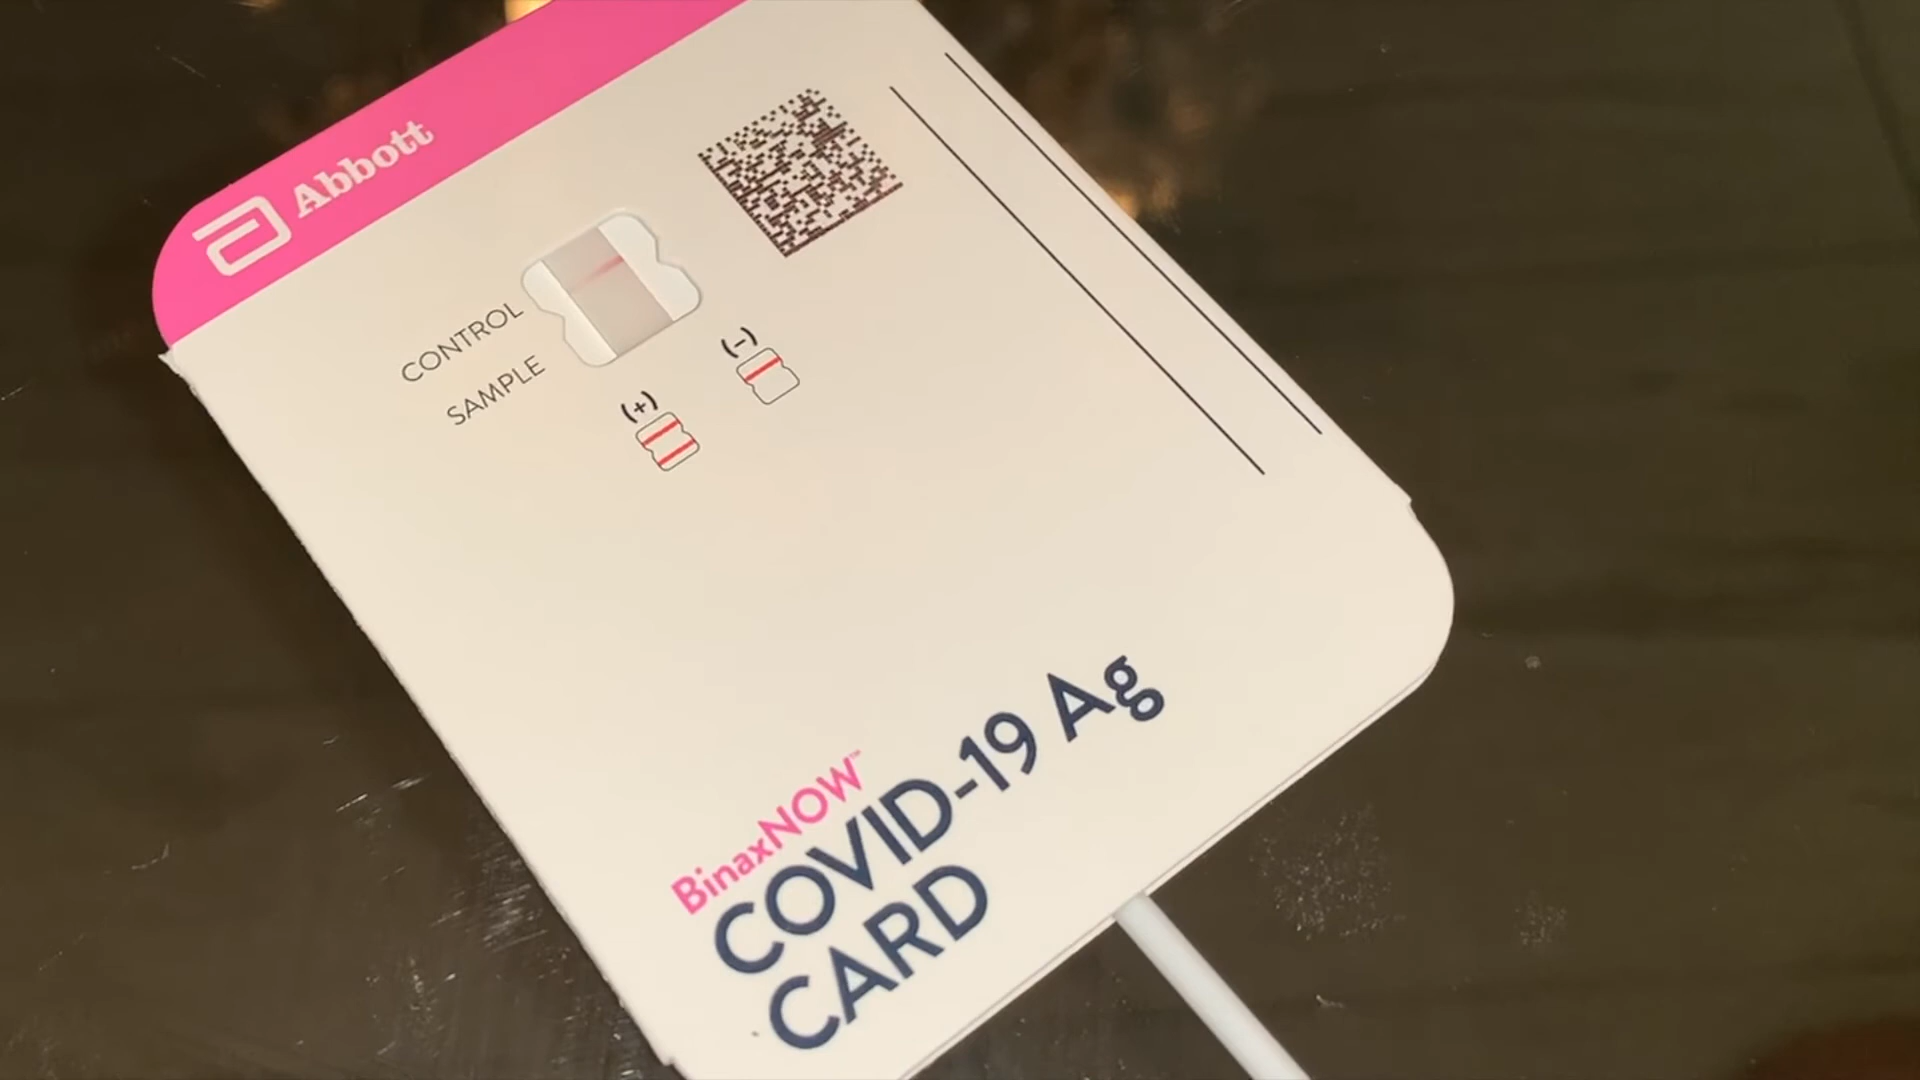 Abbott
CONTROL
SAMPLE
(-)
(+)
BinaxNOW™
COVID-19 Ag
CARD